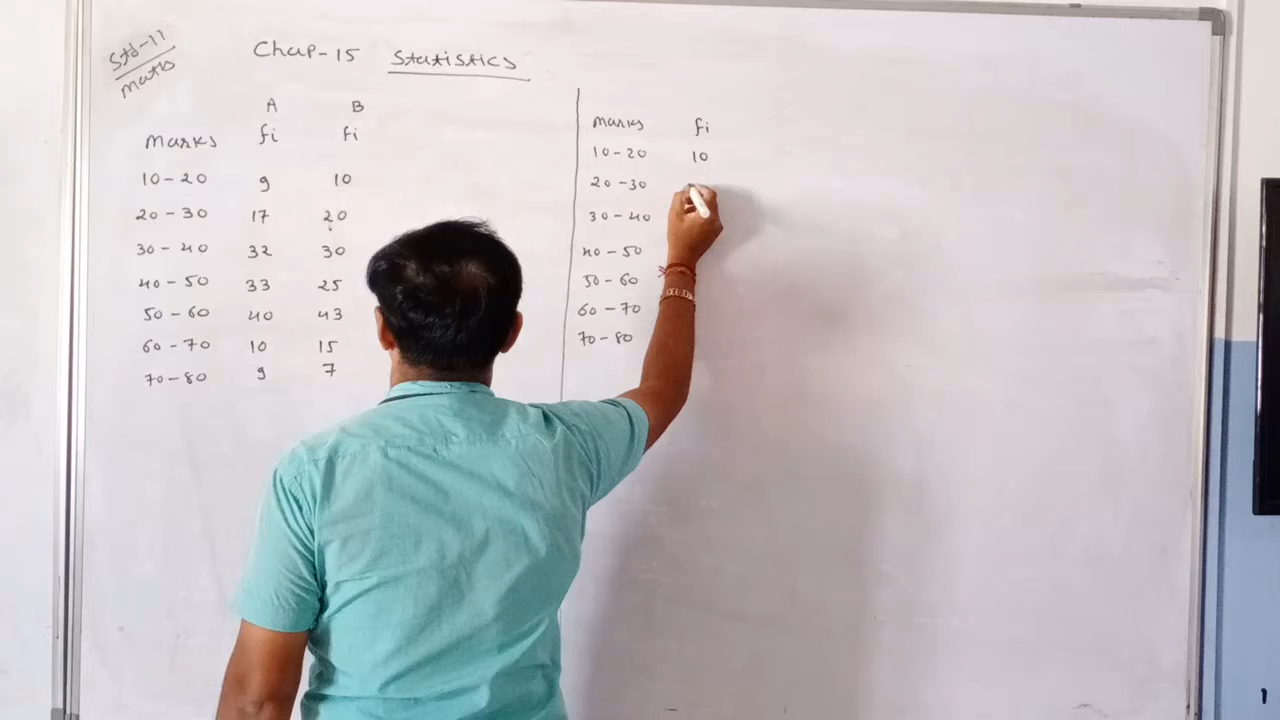 Std-11
Maths
Chap-15 Statistics
A B
Marks fi fi
10-20 9 10
20-30 17 20
30-40 32 30
40-50 33 25
50-60 40 43
60-70 10 15
70-80 9 7
Marks fi
10-20 10
20-30
30-40
40-50
50-60
60-70
70-80